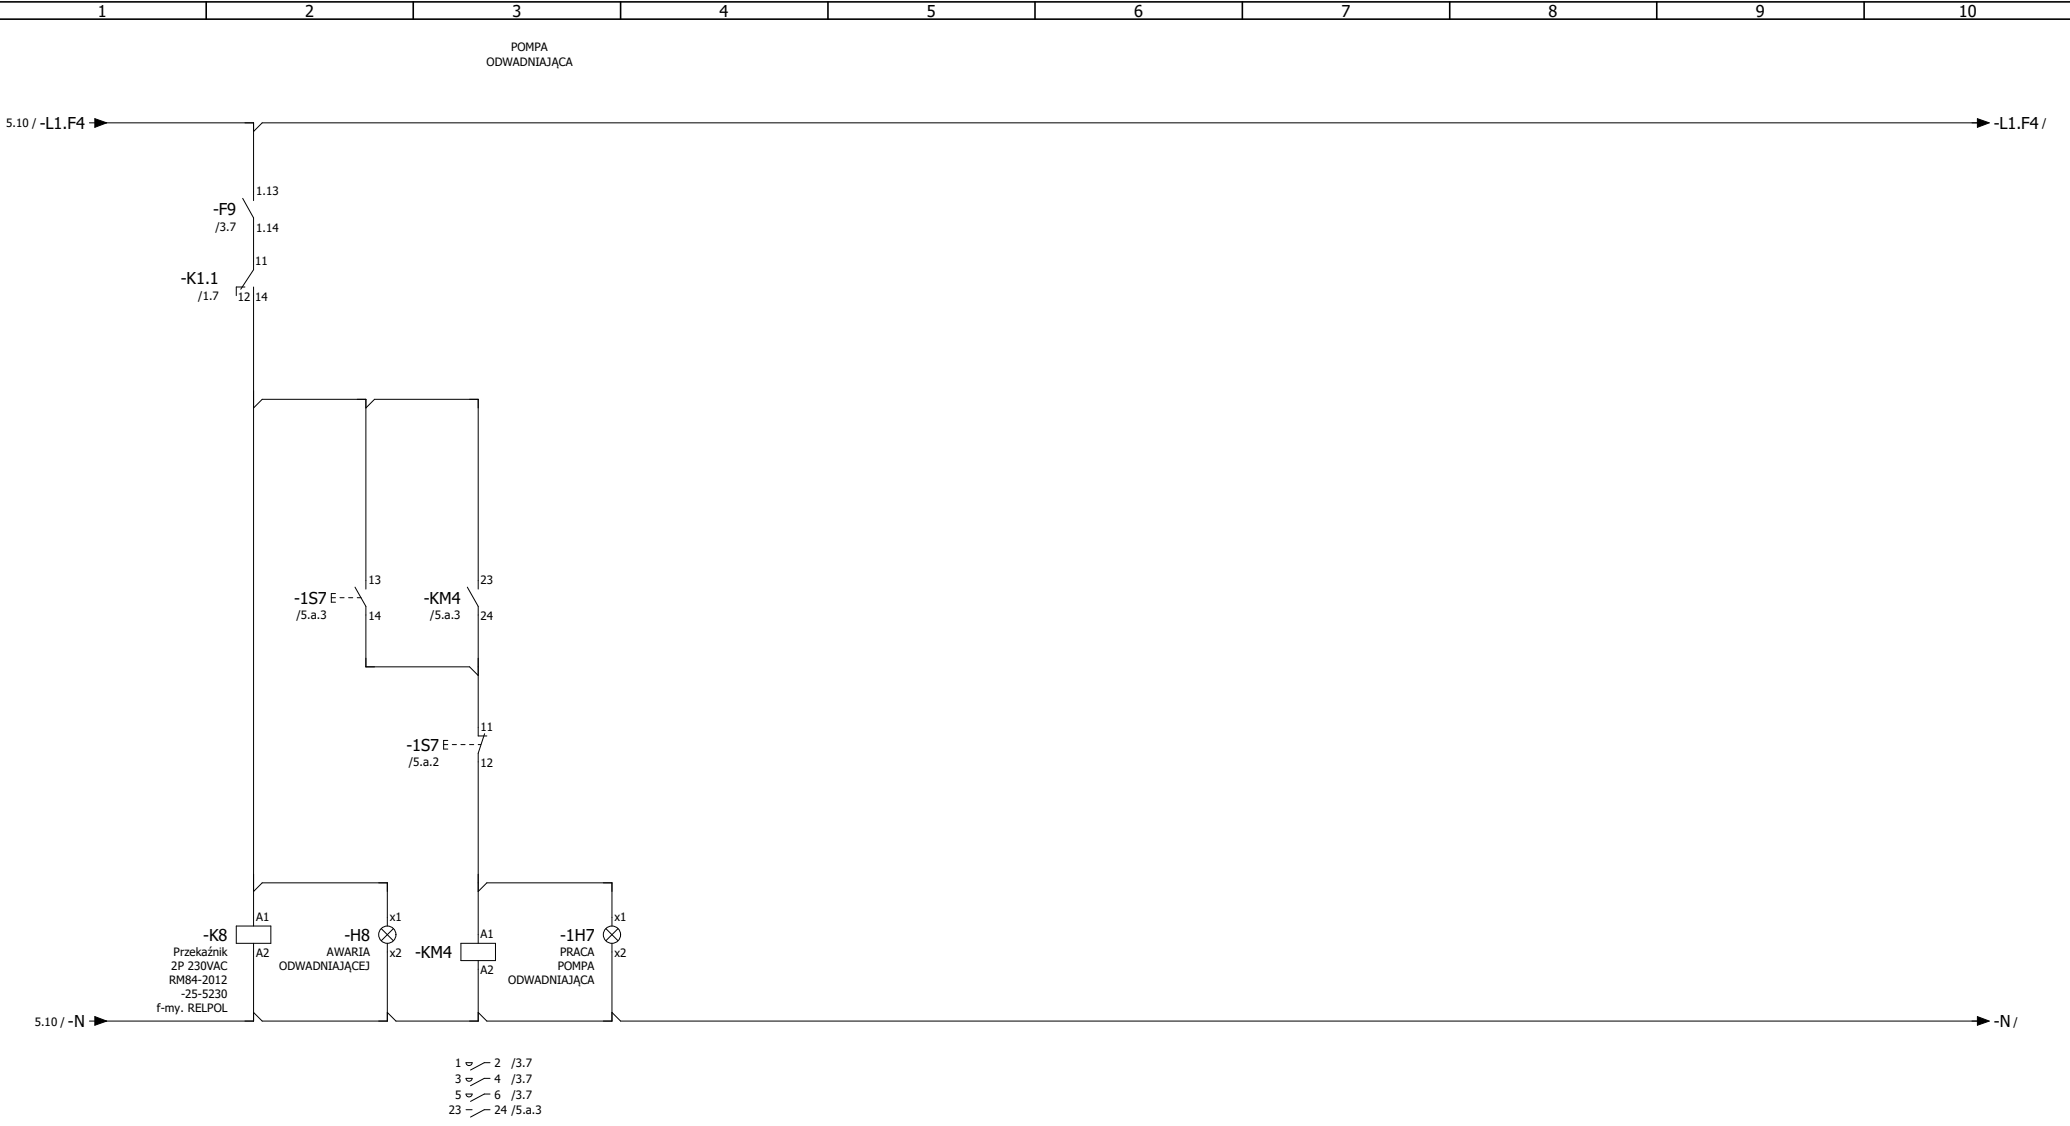 1 2 3 4 5 6 7 8 9 10
POMPA
ODWADNIAJĄCA
5.10 / -L1.F4
-L1.F4 /
1.13
-F9
/3.7
1.14
11
-K1.1
/1.7
12 14
13
-1S7
/5.a.3
14
23
-KM4
/5.a.3
24
11
-1S7
/5.a.2
12
A1
-K8
A2
Przekaźnik
2P 230VAC
RM84-2012
-25-5230
f-my. RELPOL
x1
-H8
x2
AWARIA
ODWADNIAJĄCEJ
A1
-KM4
A2
x1
-1H7
x2
PRACA
POMPA
ODWADNIAJĄCA
5.10 / -N
-N /
1 2 /3.7
3 4 /3.7
5 6 /3.7
23 24 /5.a.3